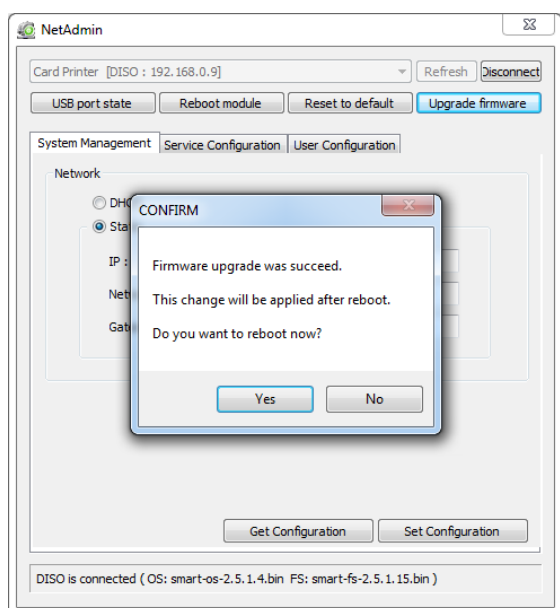 NetAdmin
Card Printer [DISO : 192.168.0.9]
Refresh
Disconnect
USB port state
Reboot module
Reset to default
Upgrade firmware
System Management
Service Configuration
User Configuration
Network
CONFIRM
IP :
Firmware upgrade was succeed.
This change will be applied after reboot.
Do you want to reboot now?
Yes
No
Get Configuration
Set Configuration
DISO is connected ( OS: smart-os-2.5.1.4.bin FS: smart-fs-2.5.1.15.bin )